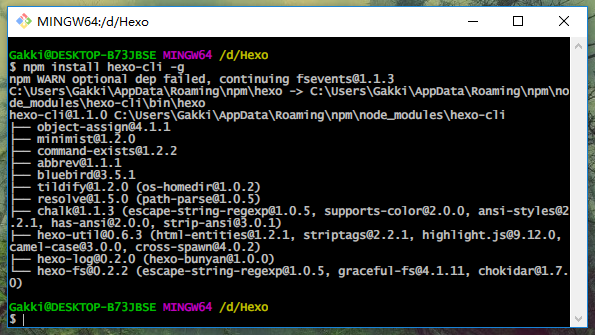 MINGW64:/d/Hexo
Gakki@DESKTOP-B73JBSE MINGW64 /d/Hexo
$ npm install hexo-cli -g
npm WARN optional dep failed, continuing fsevents@1.1.3
C:\Users\Gakki\AppData\Roaming\npm\hexo -> C:\Users\Gakki\AppData\Roaming\npm\no
de_modules\hexo-cli\bin\hexo
hexo-cli@1.1.0 C:\Users\Gakki\AppData\Roaming\npm\node_modules\hexo-cli
├── object-assign@4.1.1
├── minimist@1.2.0
├── command-exists@1.2.2
├── abbrev@1.1.1
├── bluebird@3.5.1
├── tildify@1.2.0 (os-homedir@1.0.2)
├── resolve@1.5.0 (path-parse@1.0.5)
├── chalk@1.1.3 (escape-string-regexp@1.0.5, supports-color@2.0.0, ansi-styles@2
.2.1, has-ansi@2.0.0, strip-ansi@3.0.1)
├── hexo-util@0.6.3 (html-entities@1.2.1, striptags@2.2.1, highlight.js@9.12.0,
camel-case@3.0.0, cross-spawn@4.0.2)
├── hexo-log@0.2.0 (hexo-bunyan@1.0.0)
└── hexo-fs@0.2.2 (escape-string-regexp@1.0.5, graceful-fs@4.1.11, chokidar@1.7.
0)
Gakki@DESKTOP-B73JBSE MINGW64 /d/Hexo
$